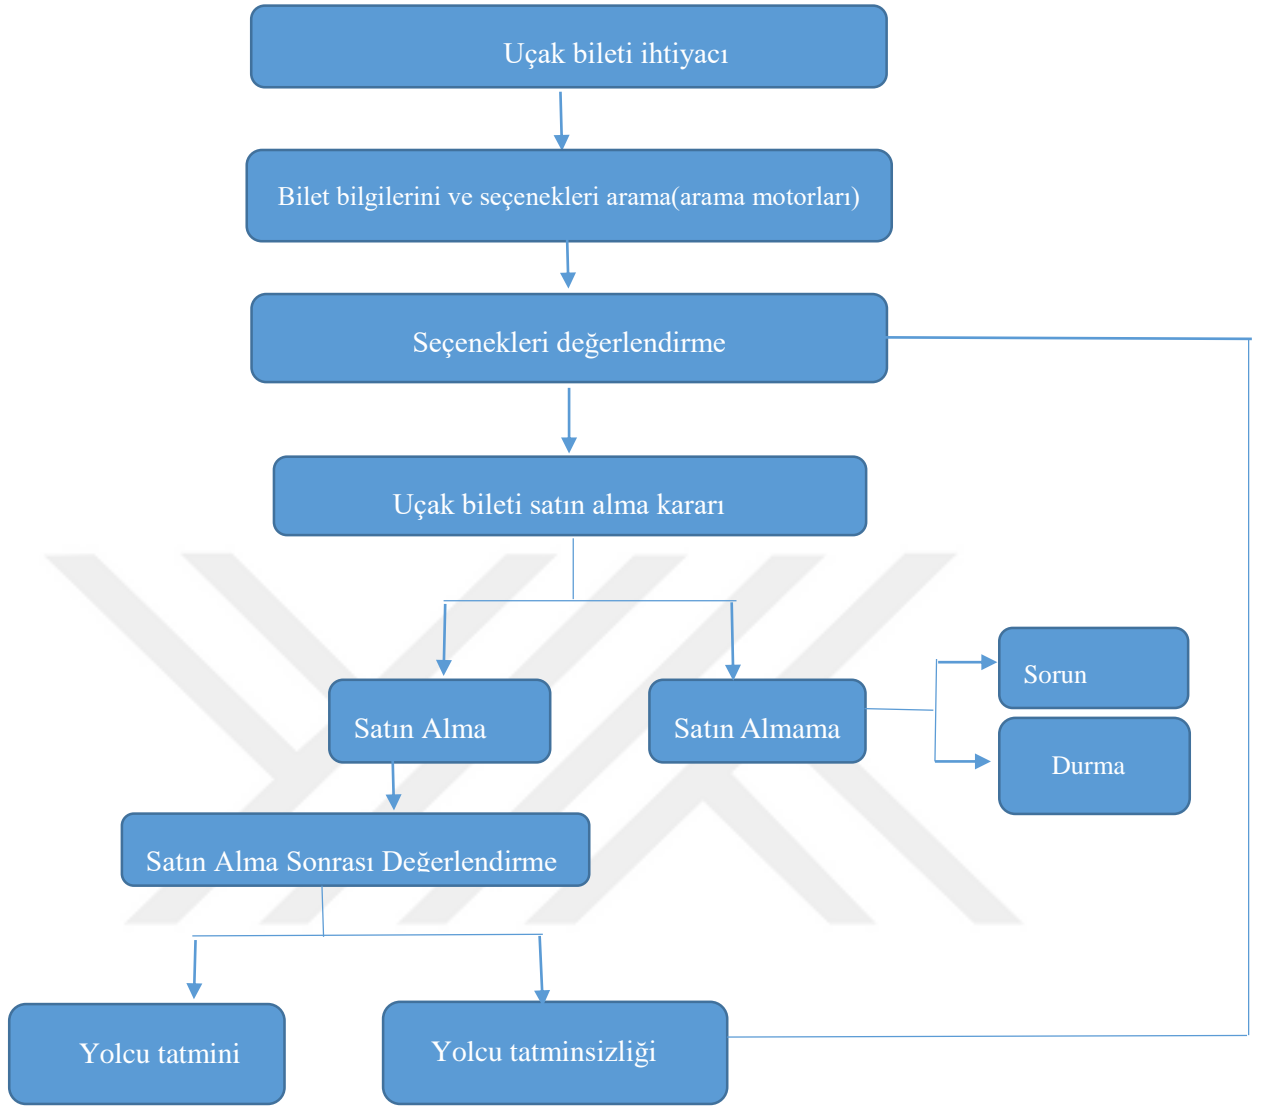 Uçak bileti ihtiyacı
Bilet bilgilerini ve seçenekleri arama(arama motorları)
Seçenekleri değerlendirme
Uçak bileti satın alma kararı
Sorun
Satın Alma
Satın Almama
Durma
Satın Alma Sonrası Değerlendirme
Yolcu tatmini
Yolcu tatminsizliği